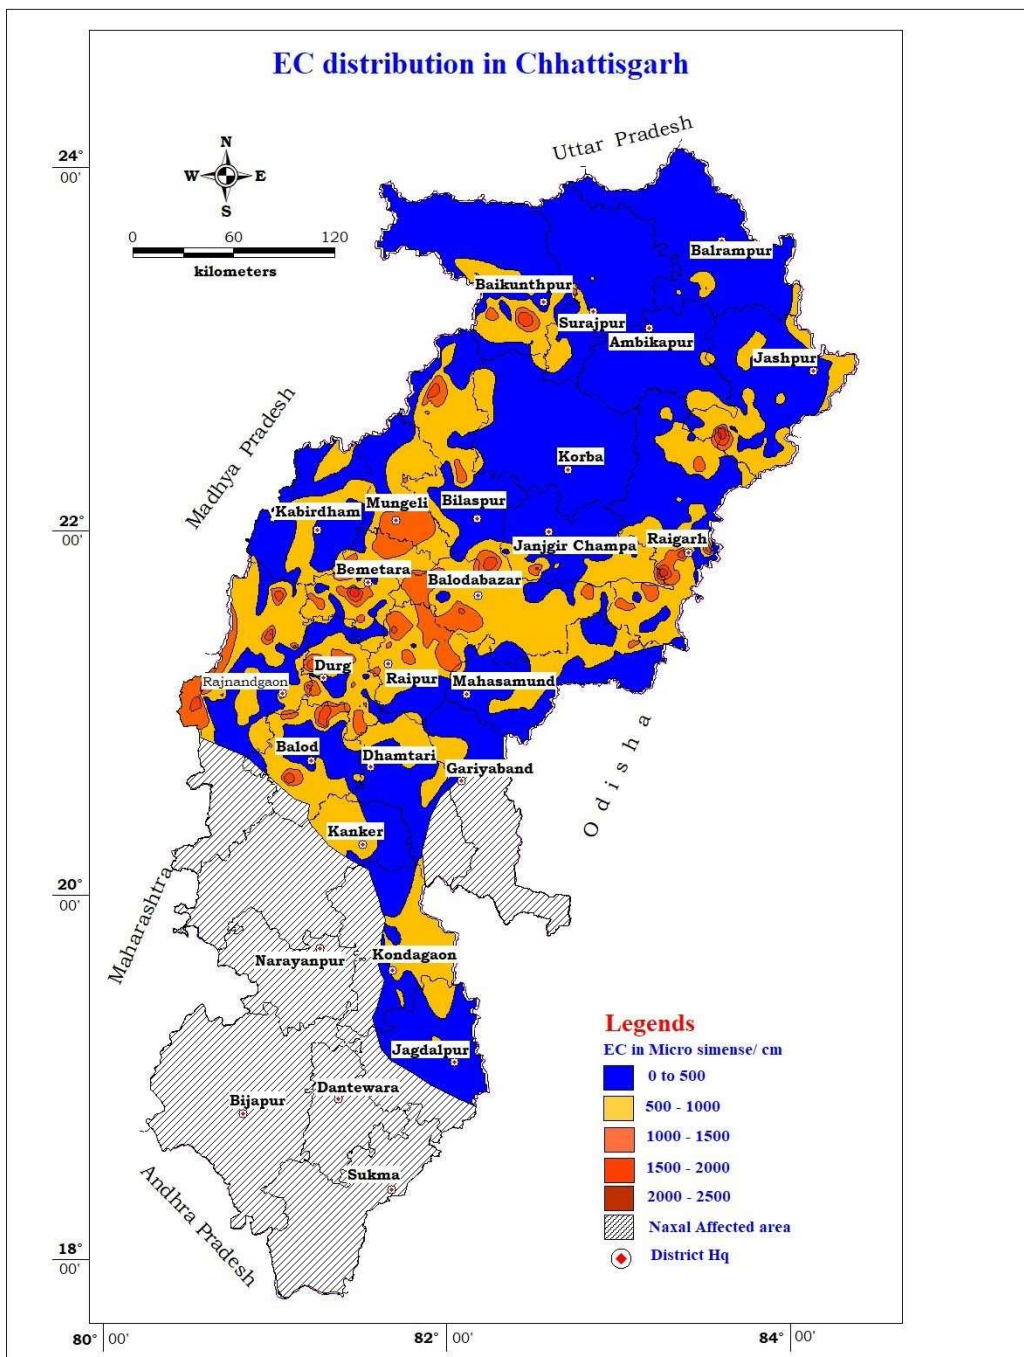 EC distribution in Chhattisgarh
Uttar Pradesh
24°
00'
N
W E
S
0 60 120
kilometers
Balrampur
Baikunthpur
Surajpur
Ambikapur
Jashpur
Madhya Pradesh
Korba
22°
00'
Kabirdham
Mungeli
Bilaspur
Janjgir Champa
Raigarh
Bemetara
Balodabazar
Durg
Rajnandgaon
Raipur
Mahasamund
Balod
Dhamtari
Gariyaband
Odisha
Kanker
20°
00'
Maharashtra
Narayanpur
Kondagaon
Jagdalpur
Dantewara
Bijapur
Sukma
Andhra Pradesh
18°
00'
Legends
EC in Micro simense/ cm
0 to 500
500 - 1000
1000 - 1500
1500 - 2000
2000 - 2500
Naxal Affected area
District Hq
80° 00' 82° 00' 84° 00'